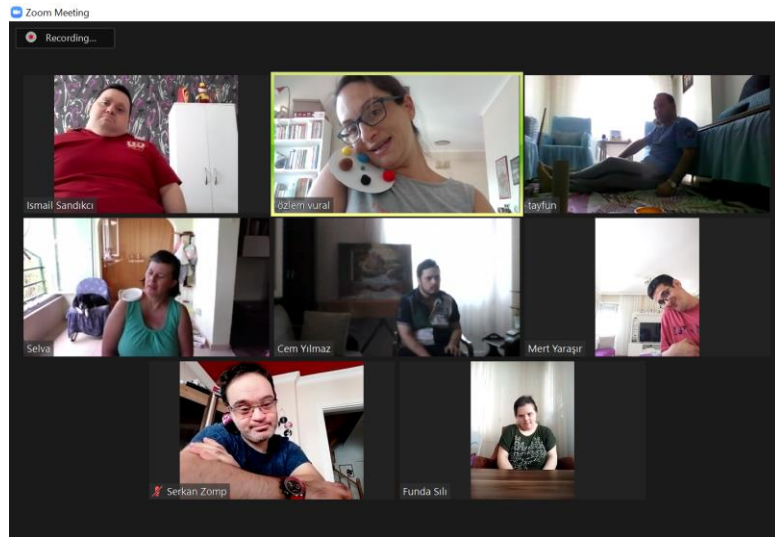 Zoom Meeting
Recording...
Ismail Sandıkcı
özlem vural
tayfun
Selva
Cem Yılmaz
Mert Yaraşır
Serkan Zomp
Funda Sılı